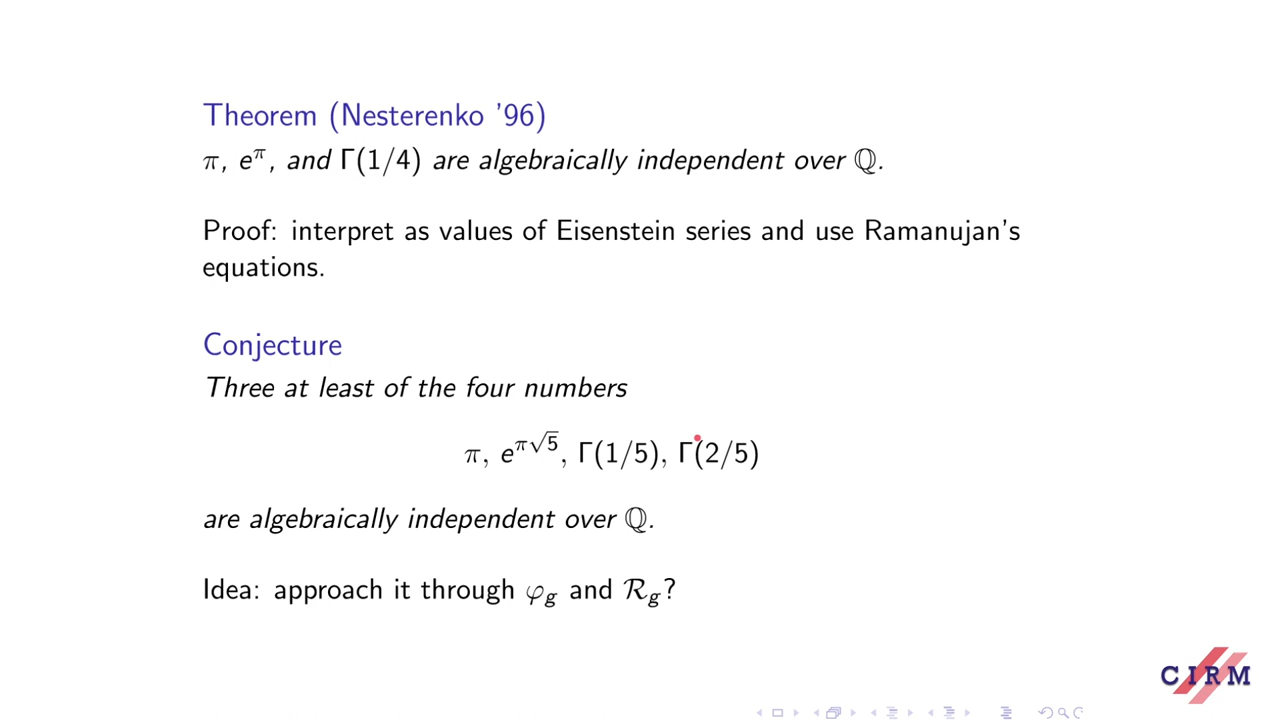 Theorem (Nesterenko '96)
π, e^π, and Γ(1/4) are algebraically independent over ℚ.
Proof: interpret as values of Eisenstein series and use Ramanujan's
equations.
Conjecture
Three at least of the four numbers
π, e^{π√5}, Γ(1/5), Γ(2/5)
are algebraically independent over ℚ.
Idea: approach it through φ_g and ℛ_g?
CIRM